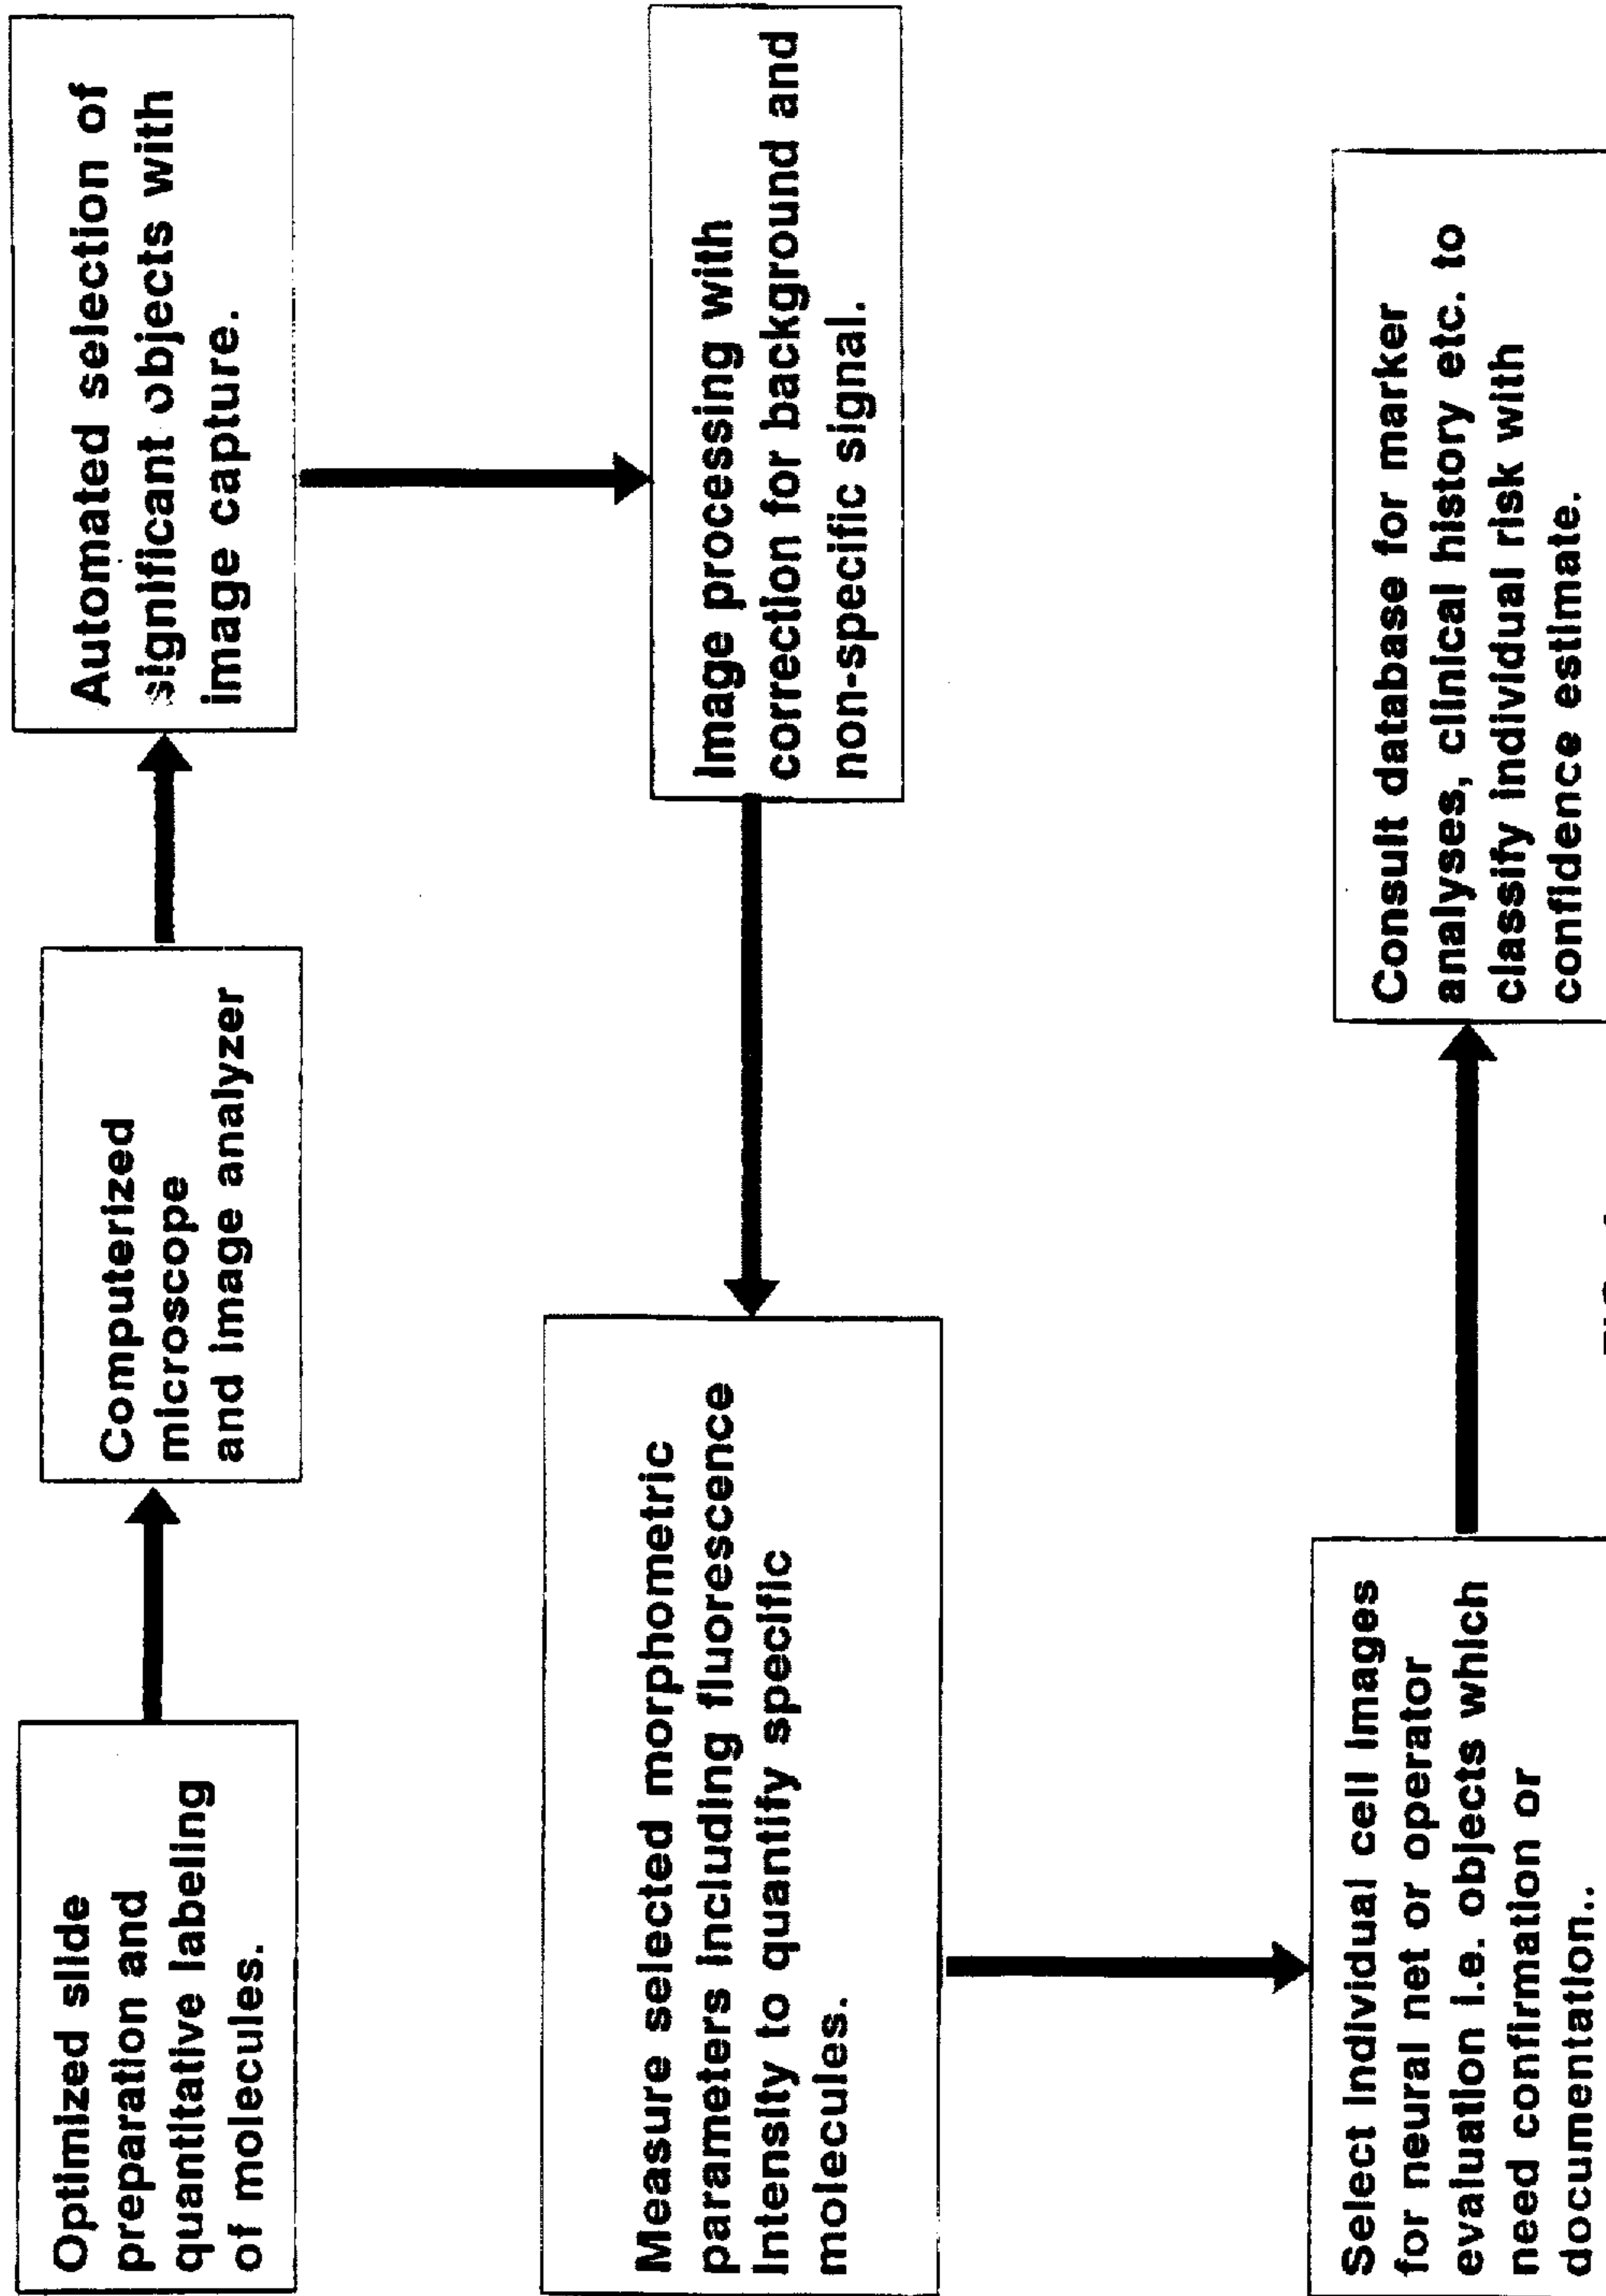 Optimized slide
preparation and
quantitative labeling
of molecules.
Computerized
microscope
and image analyzer
Automated selection of
significant objects with
image capture.
Image processing with
correction for background and
non-specific signal.
Measure selected morphometric
parameters including fluorescence
intensity to quantify specific
molecules.
Select individual cell images
for neural net or operator
evaluation i.e. objects which
need confirmation or
documentation..
Consult database for marker
analyses, clinical history etc. to
classify individual risk with
confidence estimate.